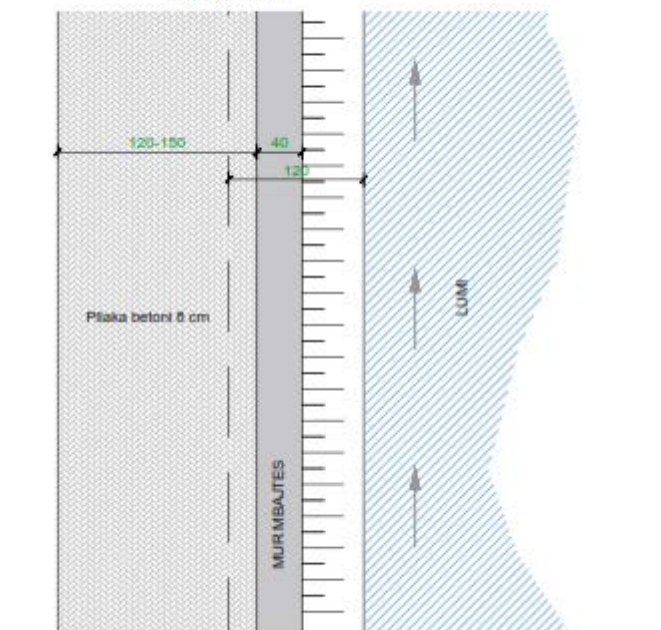 120-150
40
120
Pllaka betoni 8 cm
LUMI
MUR MBAJTES